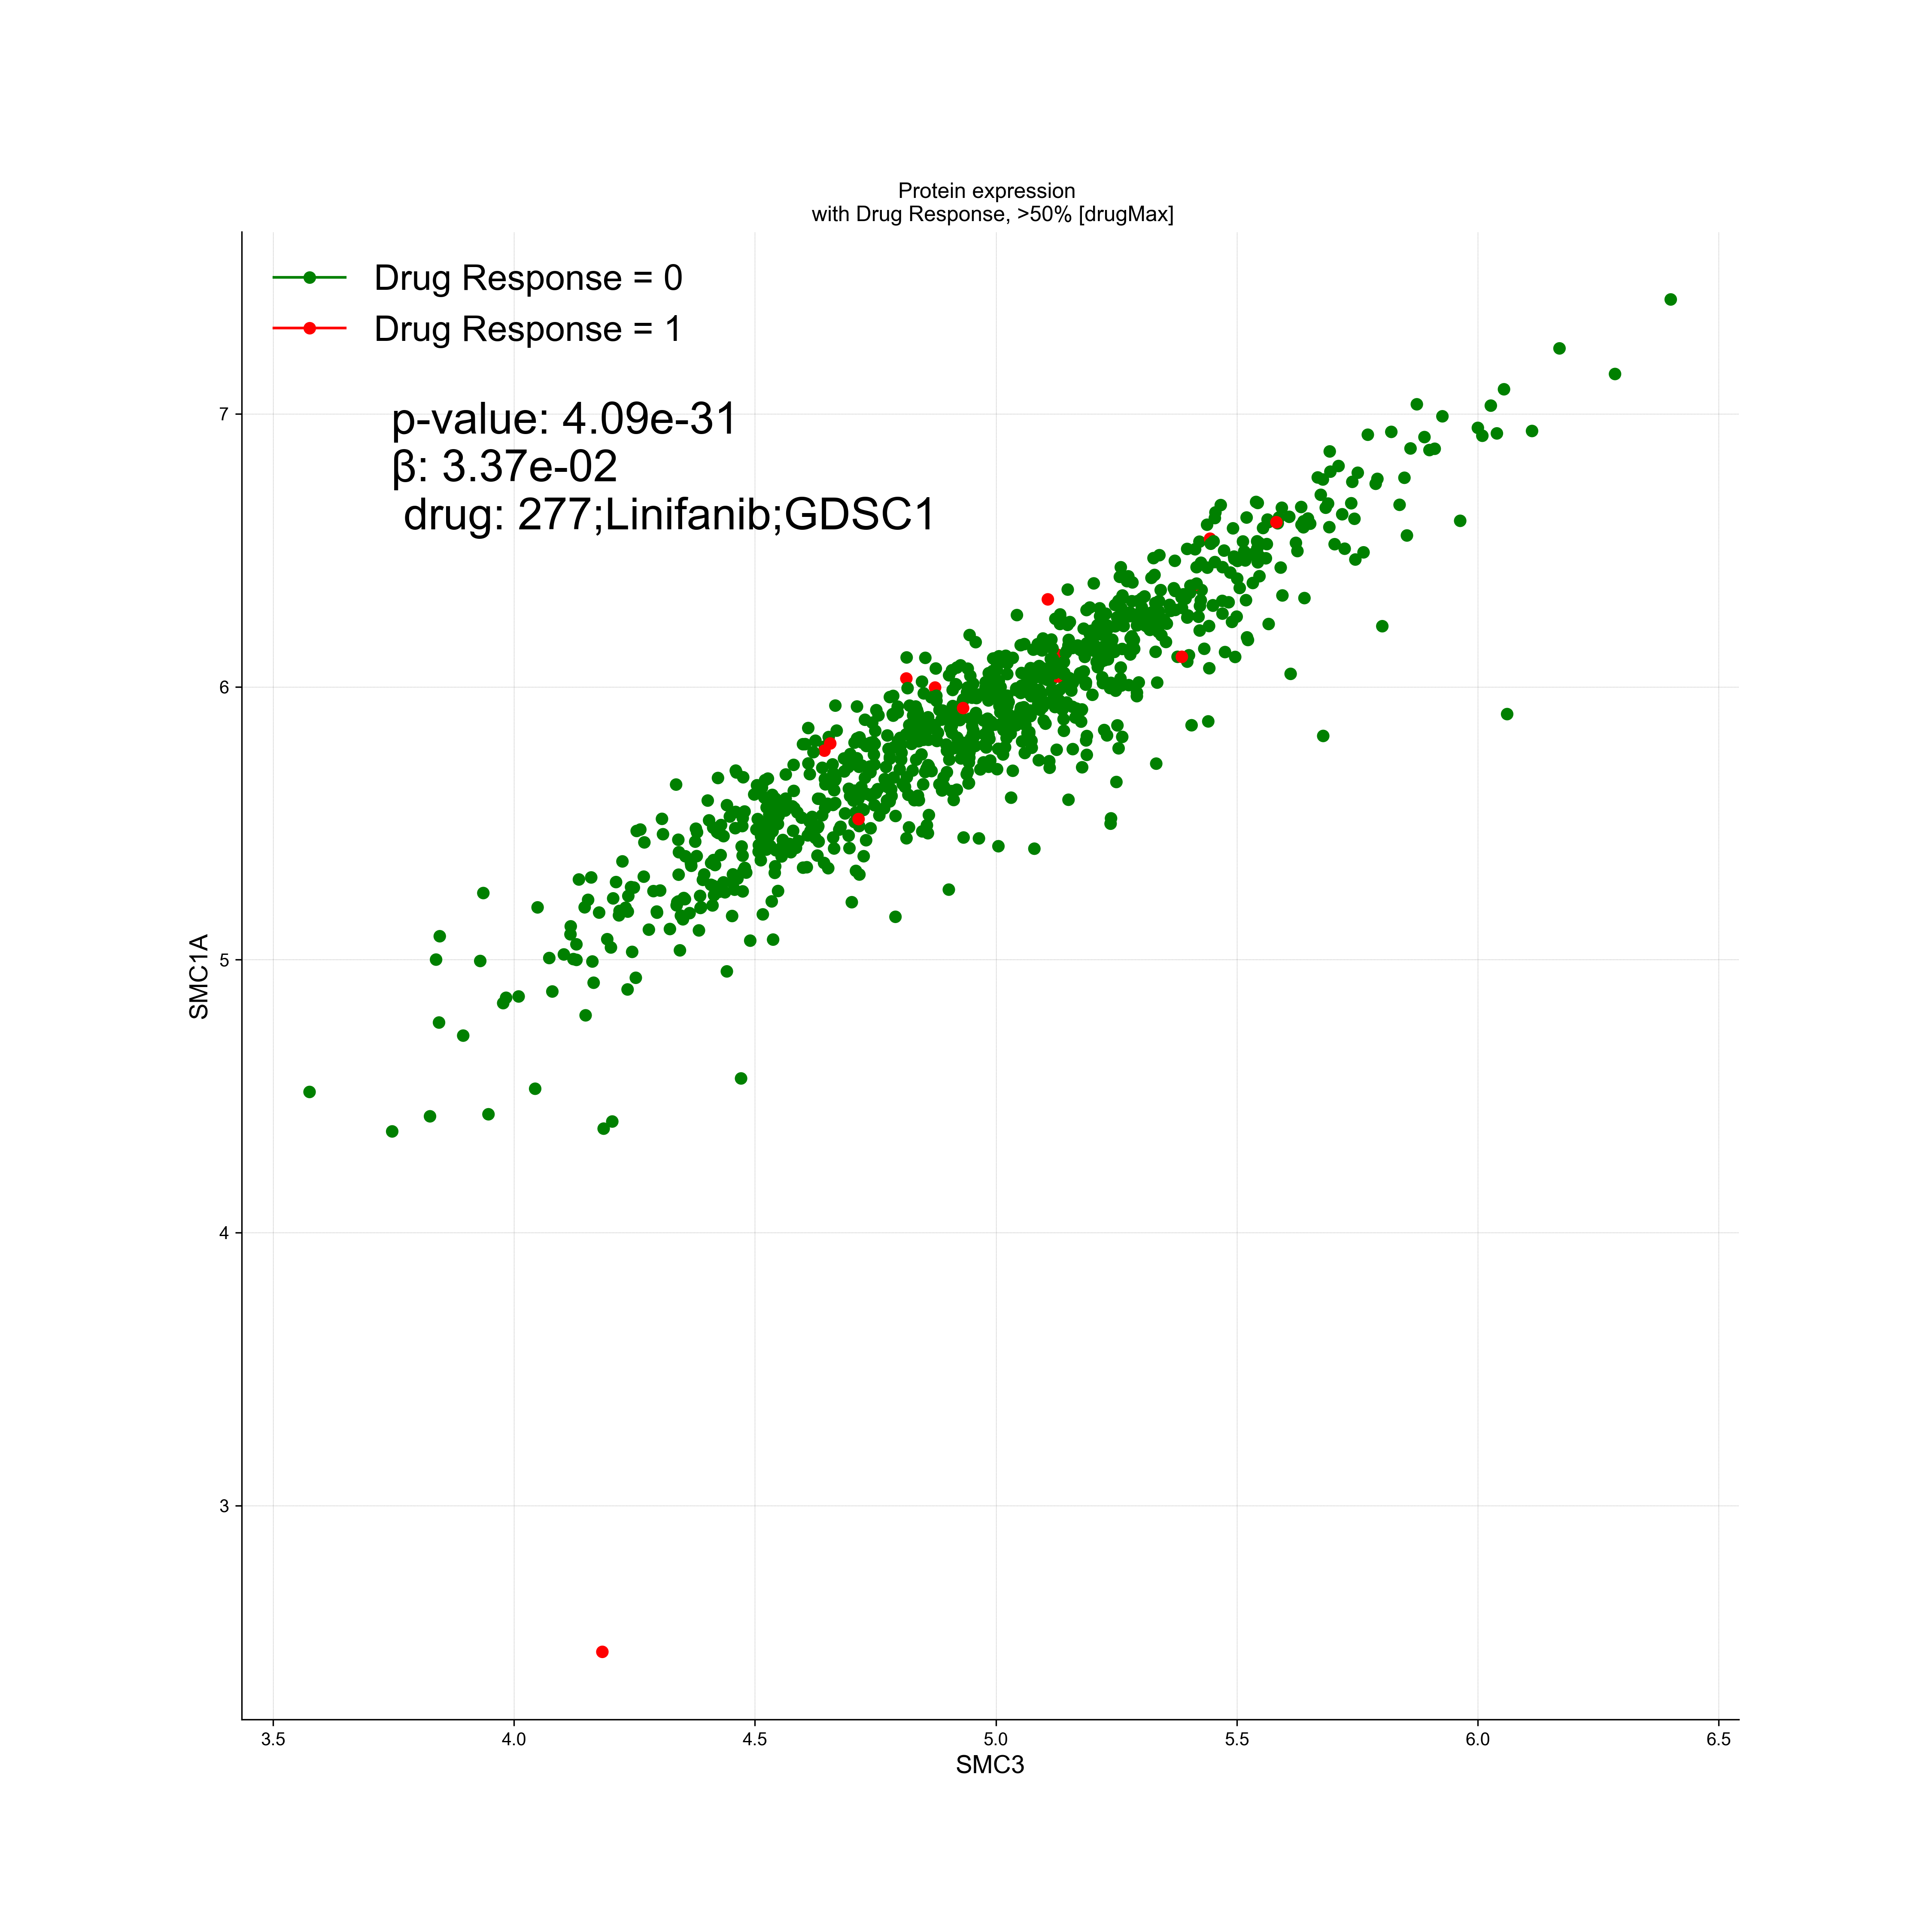 Protein expression
with Drug Response, >50% [drugMax]
Drug Response = 0
Drug Response = 1
p-value: 4.09e-31
β: 3.37e-02
drug: 277;Linifanib;GDSC1
SMC1A
7
6
5
4
3
3.5 4.0 4.5 5.0 5.5 6.0 6.5
SMC3